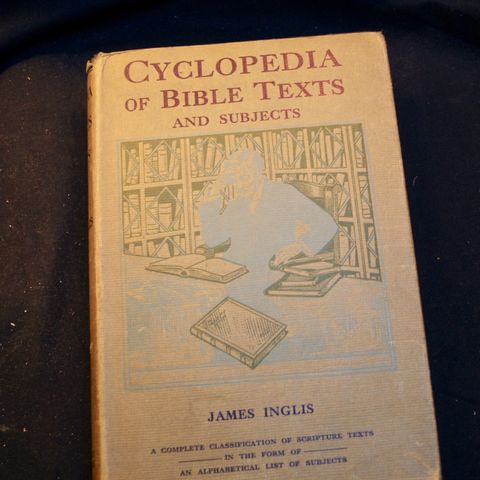 CYCLOPEDIA
OF BIBLE TEXTS
AND SUBJECTS
JAMES INGLIS
A COMPLETE CLASSIFICATION OF SCRIPTURE TEXTS
IN THE FORM OF
AN ALPHABETICAL LIST OF SUBJECTS